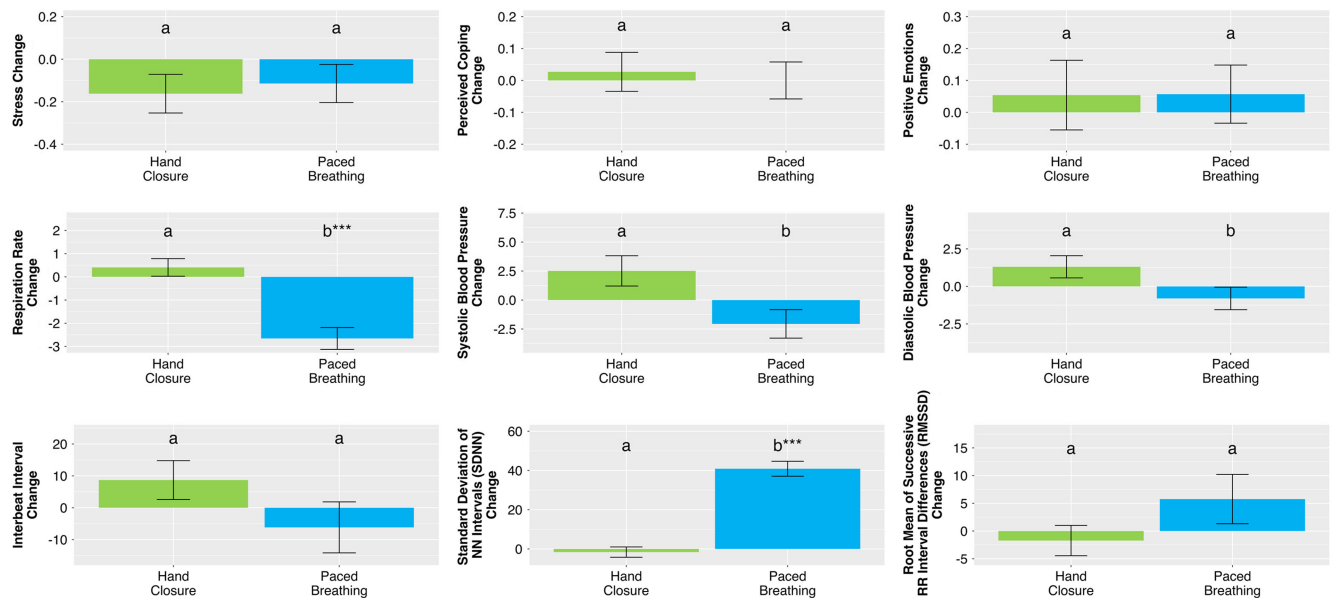 Stress Change
0.2
0.0
-0.2
-0.4
a
a
Hand
Closure
Paced
Breathing
Perceived Coping
Change
0.2
0.1
0.0
-0.1
-0.2
a
a
Hand
Closure
Paced
Breathing
Positive Emotions
Change
0.3
0.2
0.1
0.0
-0.1
a
a
Hand
Closure
Paced
Breathing
Respiration Rate
Change
2
1
0
-1
-2
-3
a
b***
Hand
Closure
Paced
Breathing
Systolic Blood Pressure
Change
7.5
5.0
2.5
0.0
-2.5
a
b
Hand
Closure
Paced
Breathing
Diastolic Blood Pressure
Change
2.5
0.0
-2.5
a
b
Hand
Closure
Paced
Breathing
Interbeat Interval
Change
20
10
0
-10
a
a
Hand
Closure
Paced
Breathing
Standard Deviation of
NN Intervals (SDNN)
Change
60
40
20
0
a
b***
Hand
Closure
Paced
Breathing
Root Mean of Successive
RR Interval Differences (RMSSD)
Change
15
10
5
0
-5
a
a
Hand
Closure
Paced
Breathing